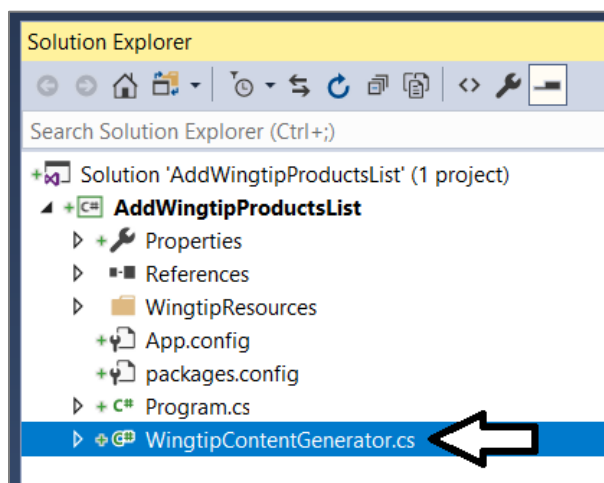 Solution Explorer
Search Solution Explorer (Ctrl+;)
Solution 'AddWingtipProductsList' (1 project)
C# AddWingtipProductsList
Properties
References
WingtipResources
App.config
packages.config
C# Program.cs
C# WingtipContentGenerator.cs